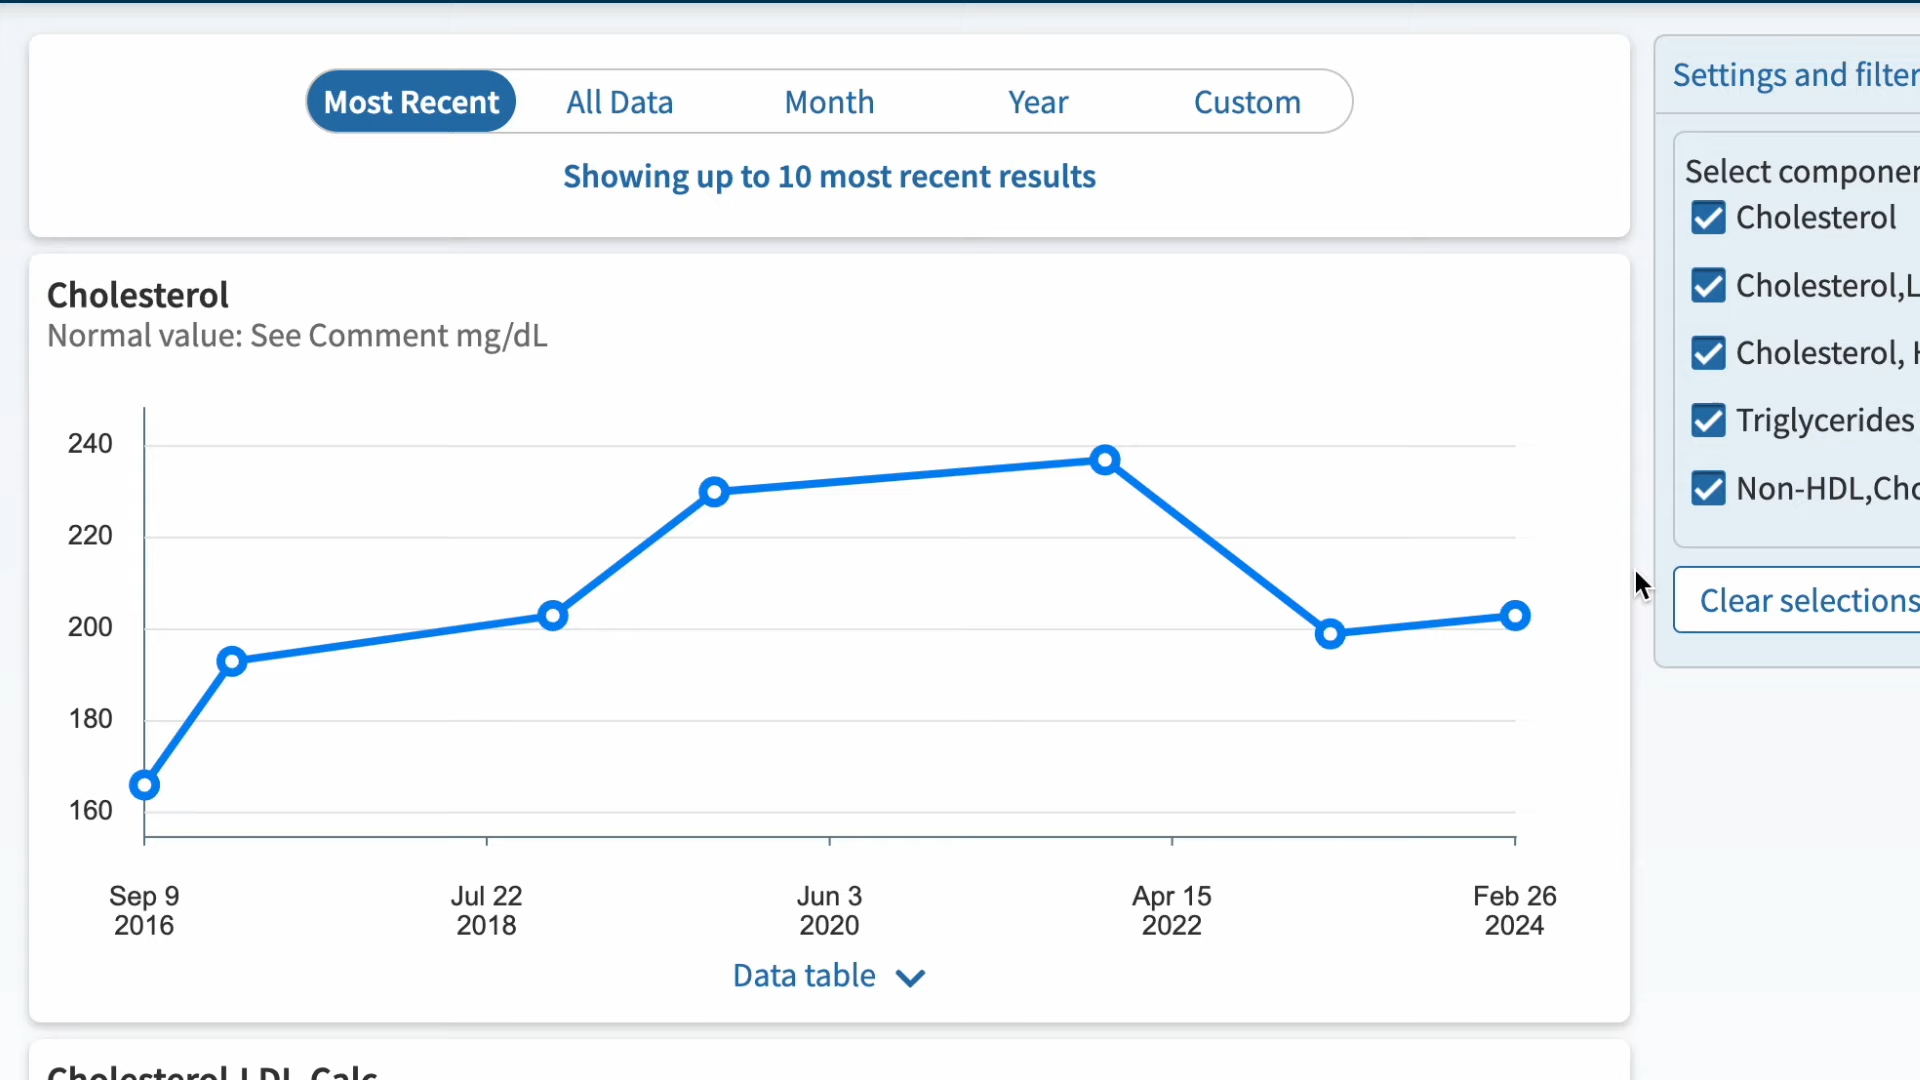 Most Recent
All Data
Month
Year
Custom
Showing up to 10 most recent results
Settings and filter
Select componen
Cholesterol
Cholesterol,L
Cholesterol, H
Triglycerides
Non-HDL,Cho
Clear selections
Cholesterol
Normal value: See Comment mg/dL
240
220
200
180
160
Sep 9
2016
Jul 22
2018
Jun 3
2020
Apr 15
2022
Feb 26
2024
Data table
Cholesterol,LDL,Calc